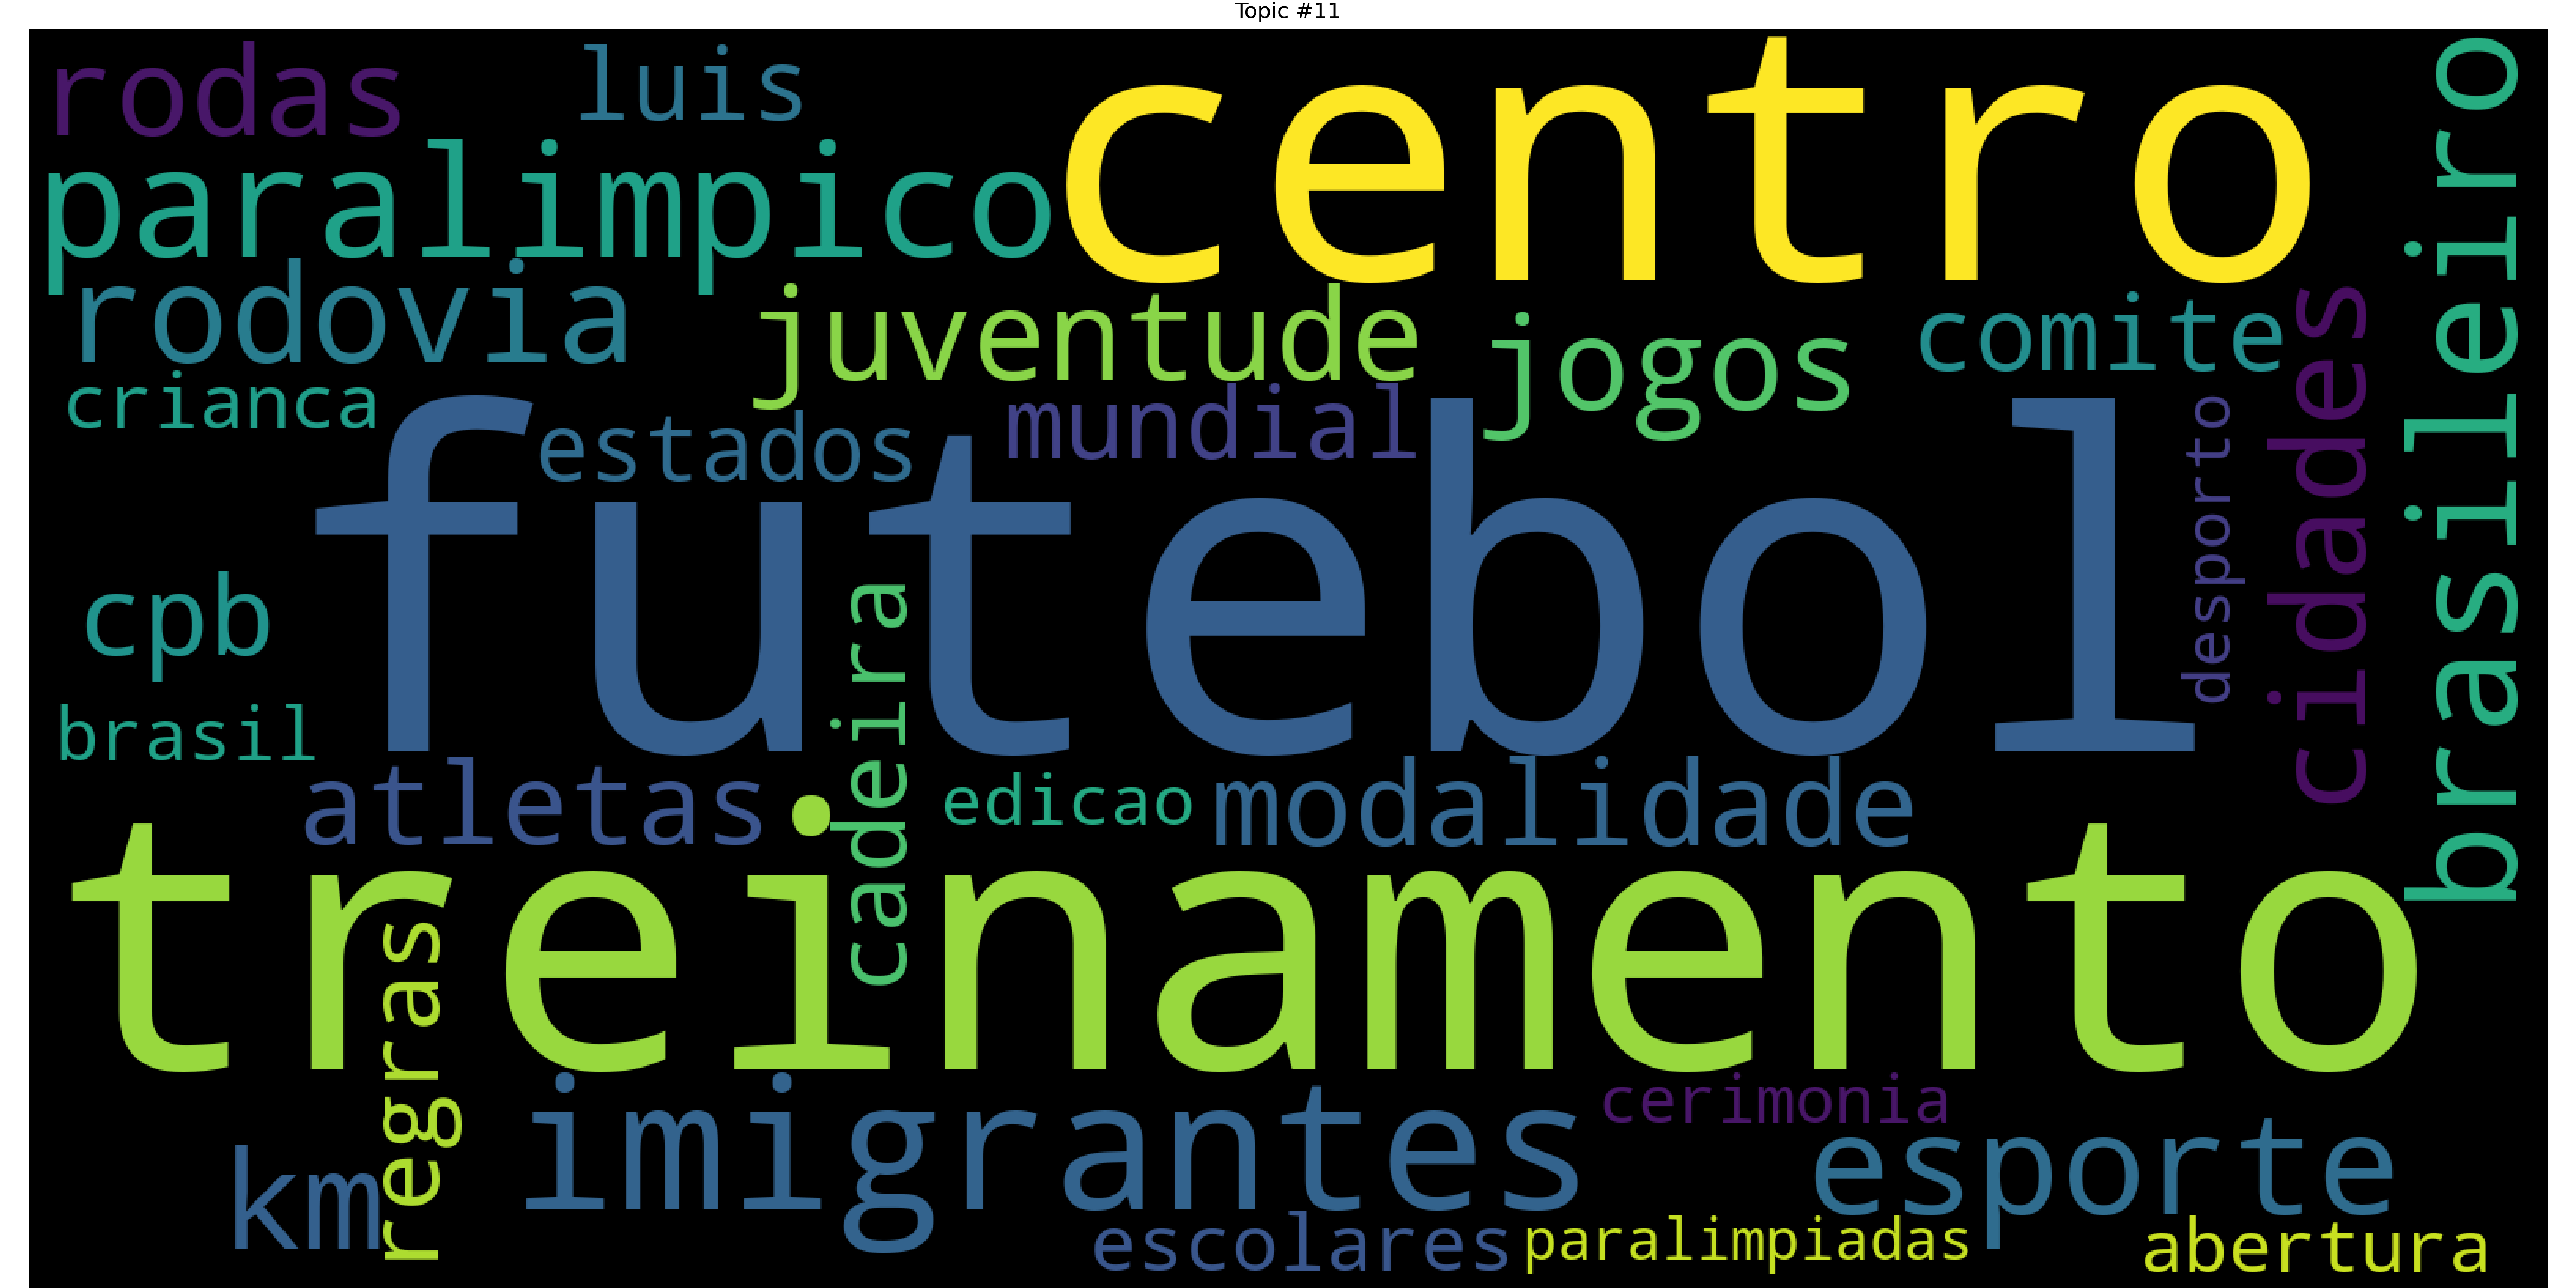 Topic #11
rodas
luis
centro
paralimpico
brasileiro
rodovia
juventude
jogos
comite
cidades
crianca
estados
mundial
desporto
futebol
cpb
cadeira
brasil
atletas
edicao
modalidade
treinamento
regras
imigrantes
cerimonia
km
esporte
escolares
paralimpiadas
abertura